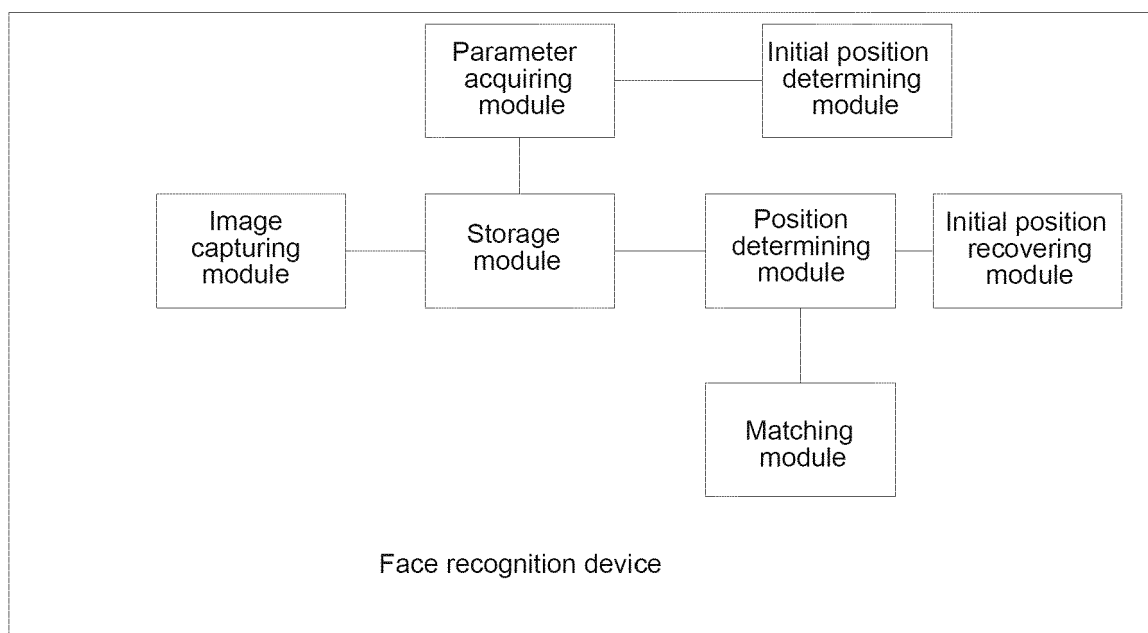 Parameter
acquiring
module
Initial position
determining
module
Image
capturing
module
Storage
module
Position
determining
module
Initial position
recovering
module
Matching
module
Face recognition device